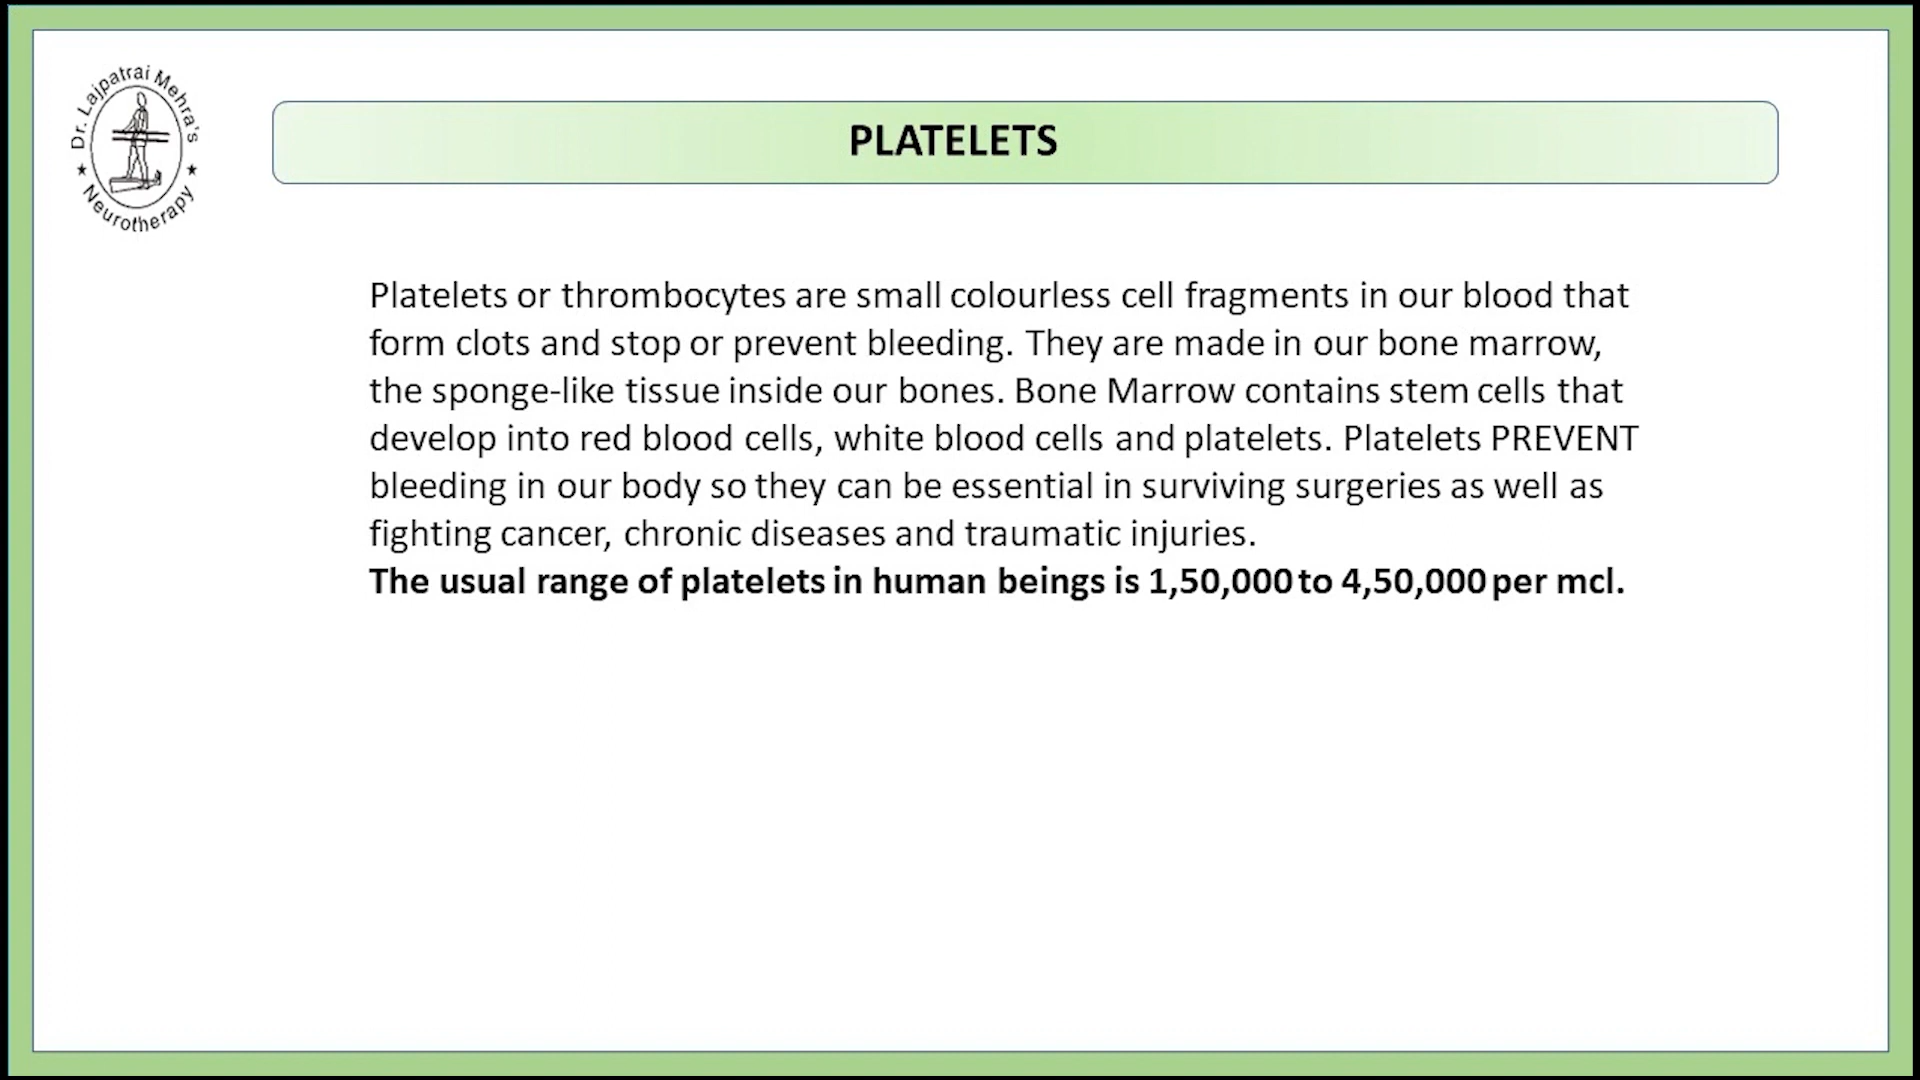 Dr. Lajpatrai Mehra's
★ Neurotherapy ★
PLATELETS
Platelets or thrombocytes are small colourless cell fragments in our blood that
form clots and stop or prevent bleeding. They are made in our bone marrow,
the sponge-like tissue inside our bones. Bone Marrow contains stem cells that
develop into red blood cells, white blood cells and platelets. Platelets PREVENT
bleeding in our body so they can be essential in surviving surgeries as well as
fighting cancer, chronic diseases and traumatic injuries.
The usual range of platelets in human beings is 1,50,000 to 4,50,000 per mcl.